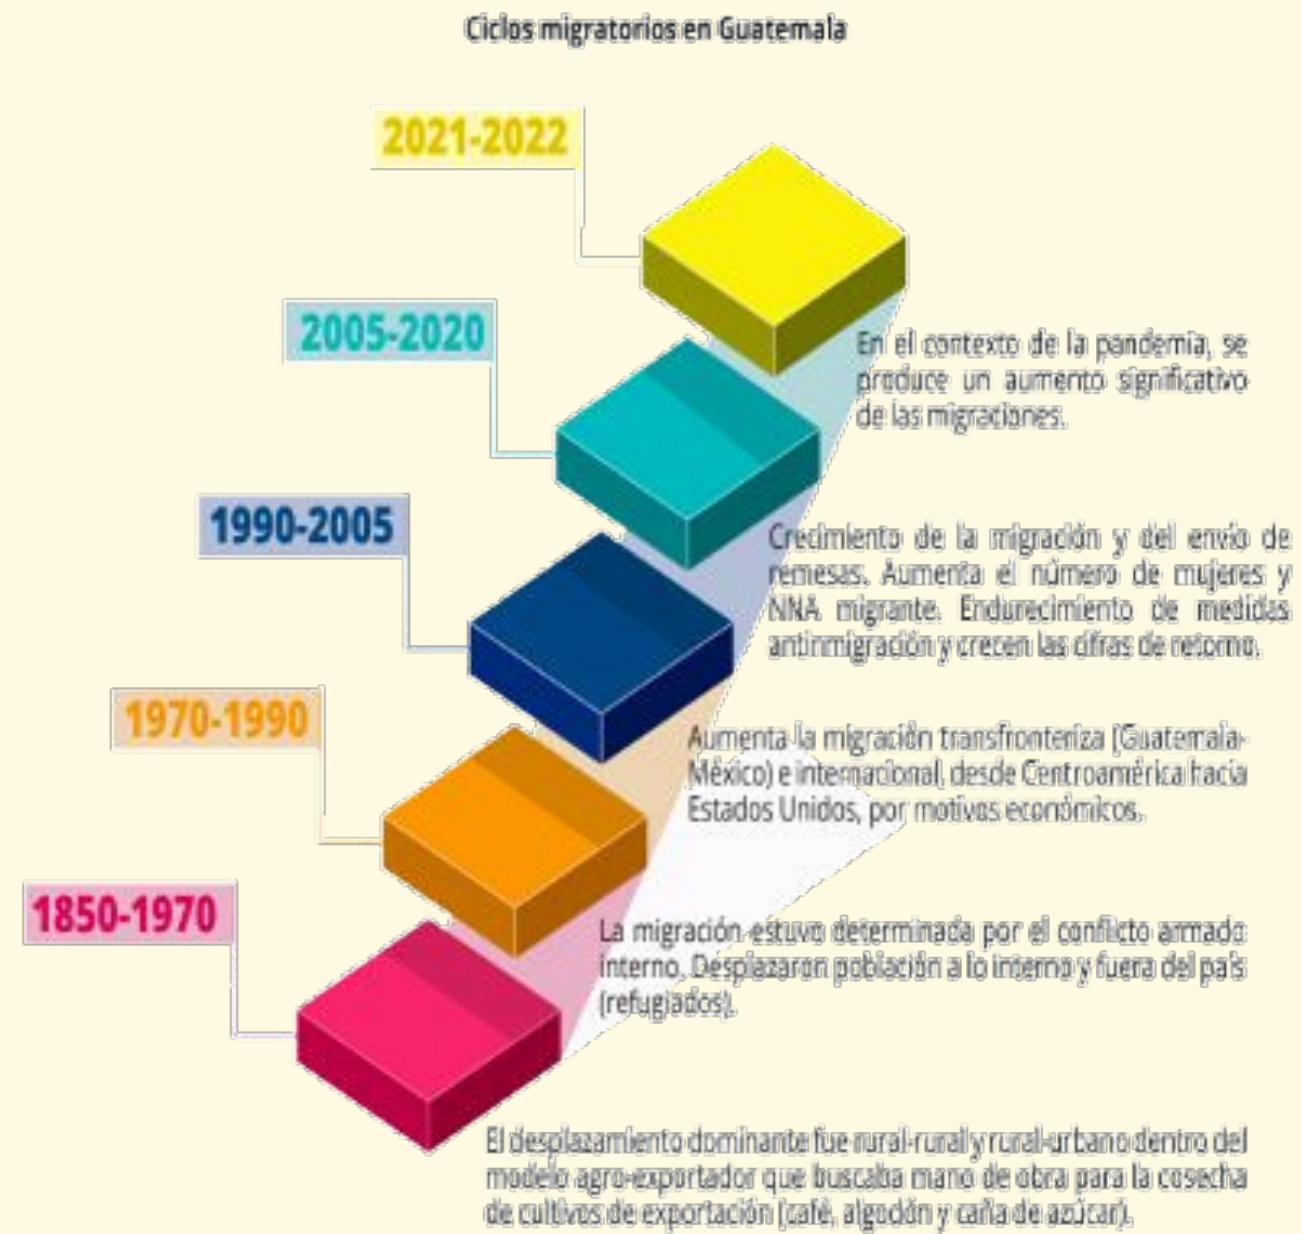 Ciclos migratorios en Guatemala
2021-2022
En el contexto de la pandemia, se
produce un aumento significativo
de las migraciones.
2005-2020
Crecimiento de la migración y del envío de
remesas. Aumenta el número de mujeres y
NNA migrante. Endurecimiento de medidas
antinmigración y crecen las cifras de retorno.
1990-2005
Aumenta la migración transfronteriza (Guatemala-
México) e internacional, desde Centroamérica hacia
Estados Unidos, por motivos económicos.
1970-1990
La migración estuvo determinada por el conflicto armado
interno. Desplazaron población a lo interno y fuera del país
(refugiados).
1850-1970
El desplazamiento dominante fue rural-rural y rural-urbano dentro del
modelo agro-exportador que buscaba mano de obra para la cosecha
de cultivos de exportación (café, algodón y caña de azúcar).